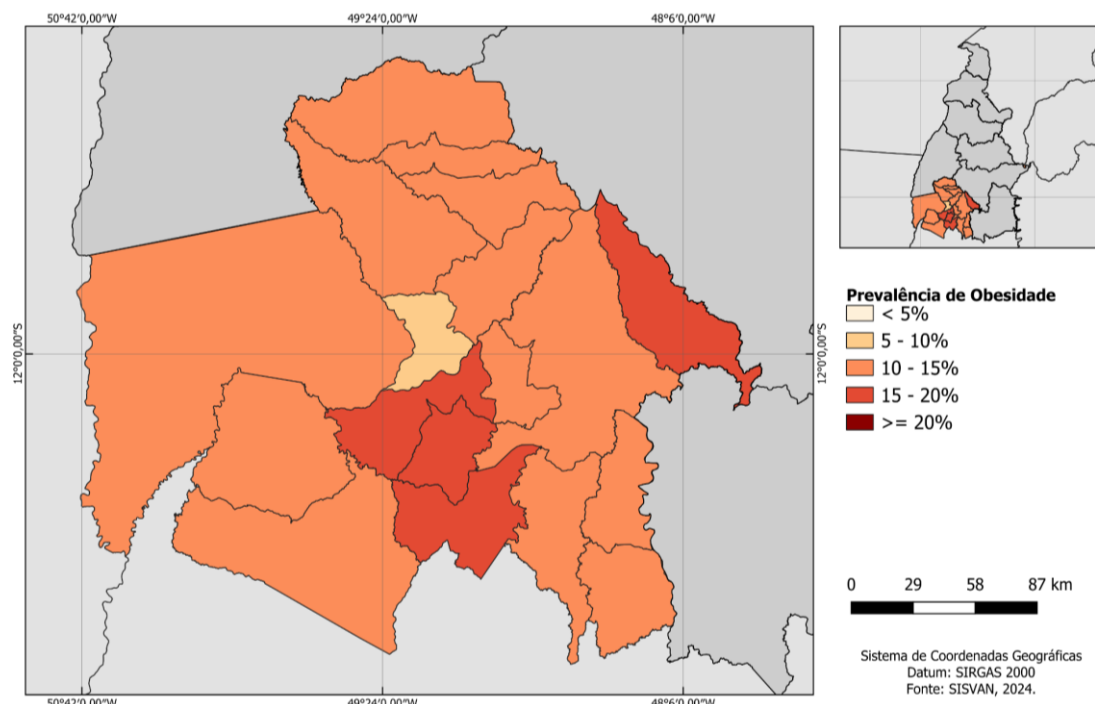 50°42'0,00"W 49°24'0,00"W 48°6'0,00"W
12°0'0,00"S 12°0'0,00"S
Prevalência de Obesidade
< 5%
5 - 10%
10 - 15%
15 - 20%
>= 20%
0 29 58 87 km
Sistema de Coordenadas Geográficas
Datum: SIRGAS 2000
Fonte: SISVAN, 2024.
50°42'0,00"W 49°24'0,00"W 48°6'0,00"W